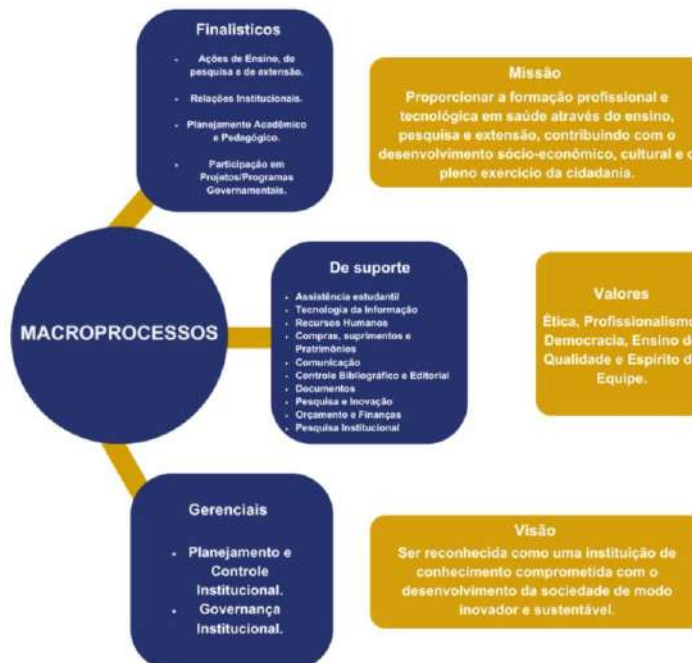 Finalísticos
• Ações de Ensino, de
pesquisa e de extensão.
• Relações Institucionais.
• Planejamento Acadêmico
e Pedagógico.
• Participação em
Projetos/Programas
Governamentais.
Missão
Proporcionar a formação profissional e
tecnológica em saúde através do ensino,
pesquisa e extensão, contribuindo com o
desenvolvimento sócio-econômico, cultural e o
pleno exercício da cidadania.
MACROPROCESSOS
De suporte
• Assistência estudantil
• Tecnologia da Informação
• Recursos Humanos
• Compras, suprimentos e
Pratrimônios
• Comunicação
• Controle Bibliográfico e Editorial
• Documentos
• Pesquisa e Inovação
• Orçamento e Finanças
• Pesquisa Institucional
Valores
Ética, Profissionalismo
Democracia, Ensino de
Qualidade e Espírito d
Equipe.
Gerenciais
• Planejamento e
Controle
Institucional.
• Governança
Institucional.
Visão
Ser reconhecida como uma instituição de
conhecimento comprometida com o
desenvolvimento da sociedade de modo
inovador e sustentável.